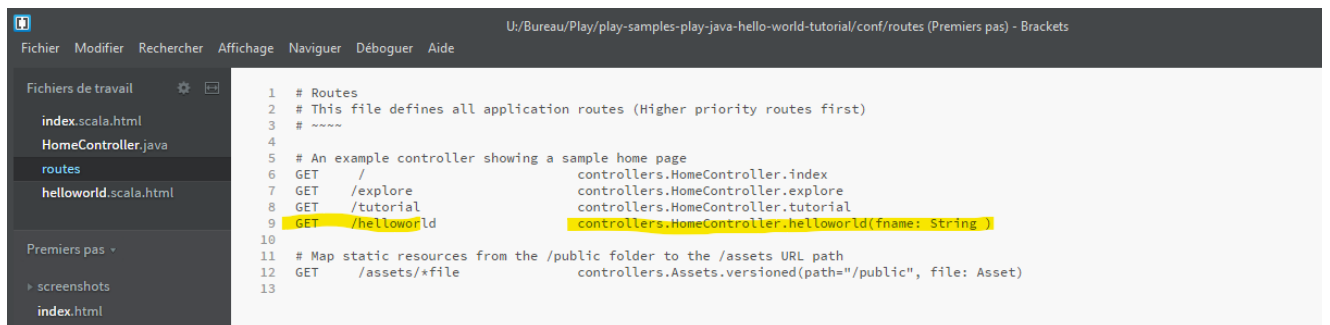 U:/Bureau/Play/play-samples-play-java-hello-world-tutorial/conf/routes (Premiers pas) - Brackets
Fichier Modifier Rechercher Affichage Naviguer Déboguer Aide
Fichiers de travail
index.scala.html
HomeController.java
routes
helloworld.scala.html
Premiers pas
screenshots
index.html
1 # Routes
2 # This file defines all application routes (Higher priority routes first)
3 # ~~~~
4
5 # An example controller showing a sample home page
6 GET / controllers.HomeController.index
7 GET /explore controllers.HomeController.explore
8 GET /tutorial controllers.HomeController.tutorial
9 GET /helloworld controllers.HomeController.helloworld(fname: String )
10
11 # Map static resources from the /public folder to the /assets URL path
12 GET /assets/*file controllers.Assets.versioned(path="/public", file: Asset)
13